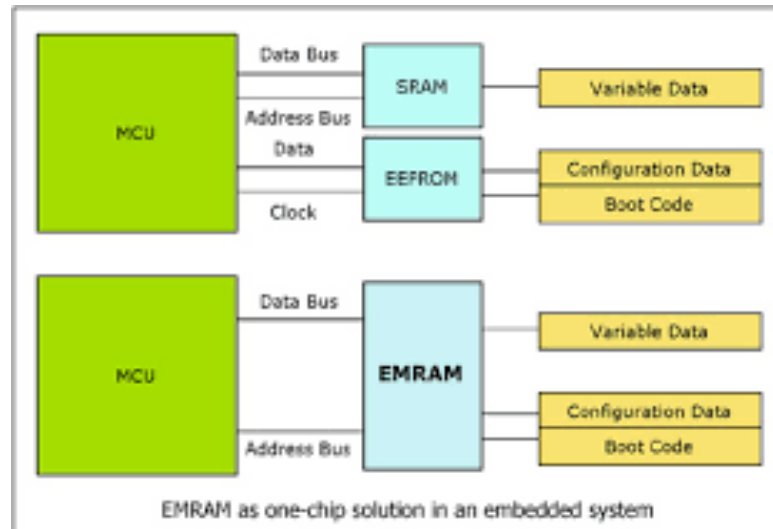 Data Bus
SRAM
Variable Data
Address Bus
MCU
Data
EEFROM
Configuration Data
Boot Code
Clock
Data Bus
Variable Data
MCU
EMRAM
Configuration Data
Address Bus
Boot Code
EMRAM as one-chip solution in an embedded system